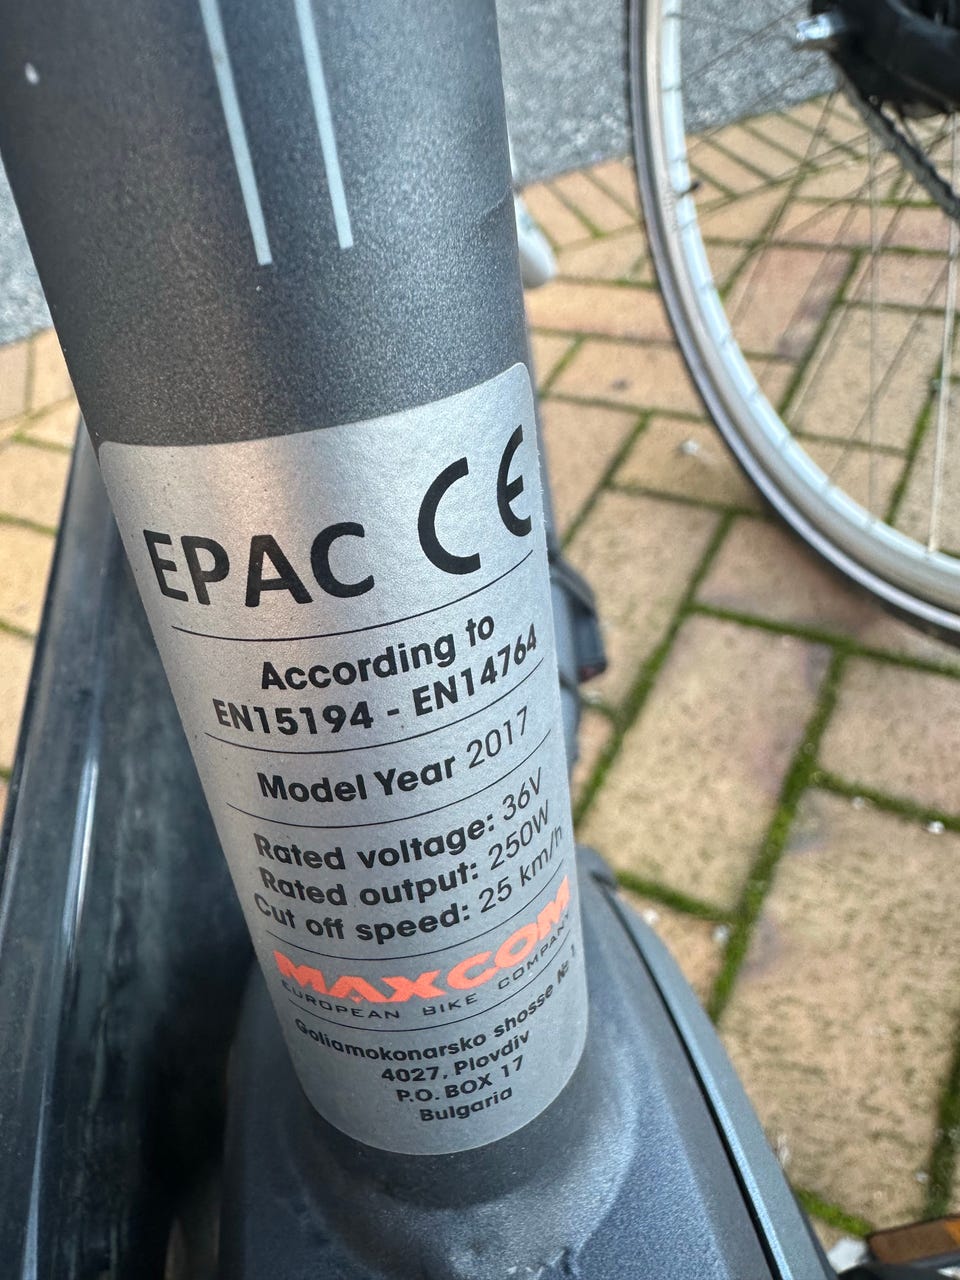 EPAC CE
According to
EN15194 - EN14764
Model Year 2017
Rated voltage: 36V
Rated output: 250W
Cut off speed: 25 km/h
MAXCOM
EUROPEAN BIKE COMPANY
Goliamokonarsko shosse № 1
4027, Plovdiv
P.O. BOX 17
Bulgaria